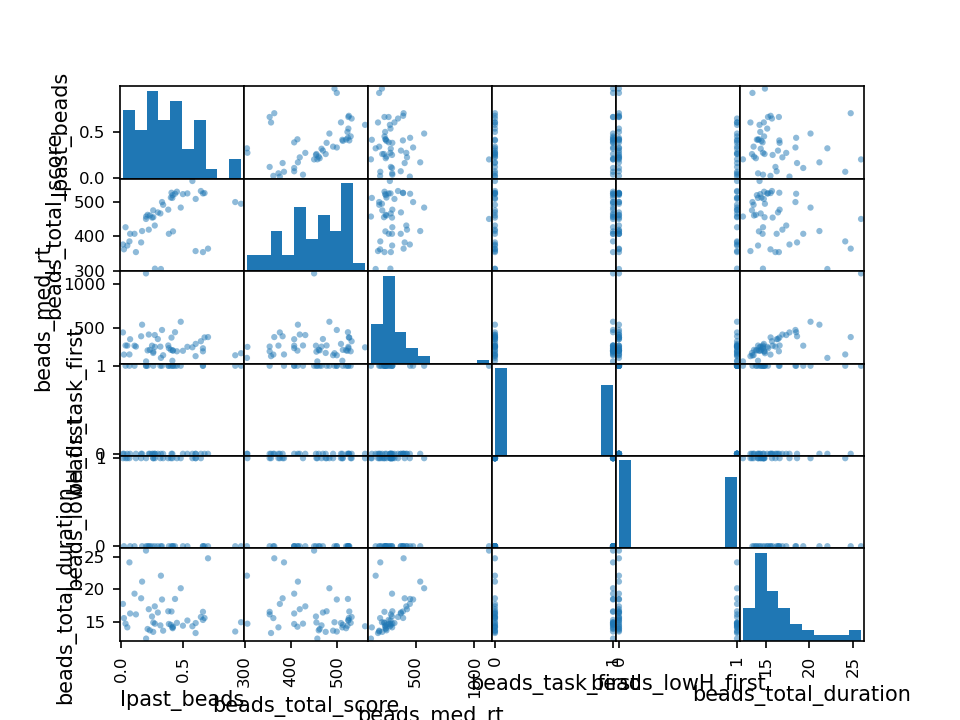 lpast_beads
0.5
0.0
beads_total_score
500
400
300
beads_med_rt
1000
500
beads_task_first
1
0
beads_lowH_first
1
0
beads_total_duration
25
20
15
0.0
0.5
300
400
500
500
1000
0
1
0
1
15
20
25
lpast_beads
beads_total_score
beads_med_rt
beads_task_first
beads_lowH_first
beads_total_duration